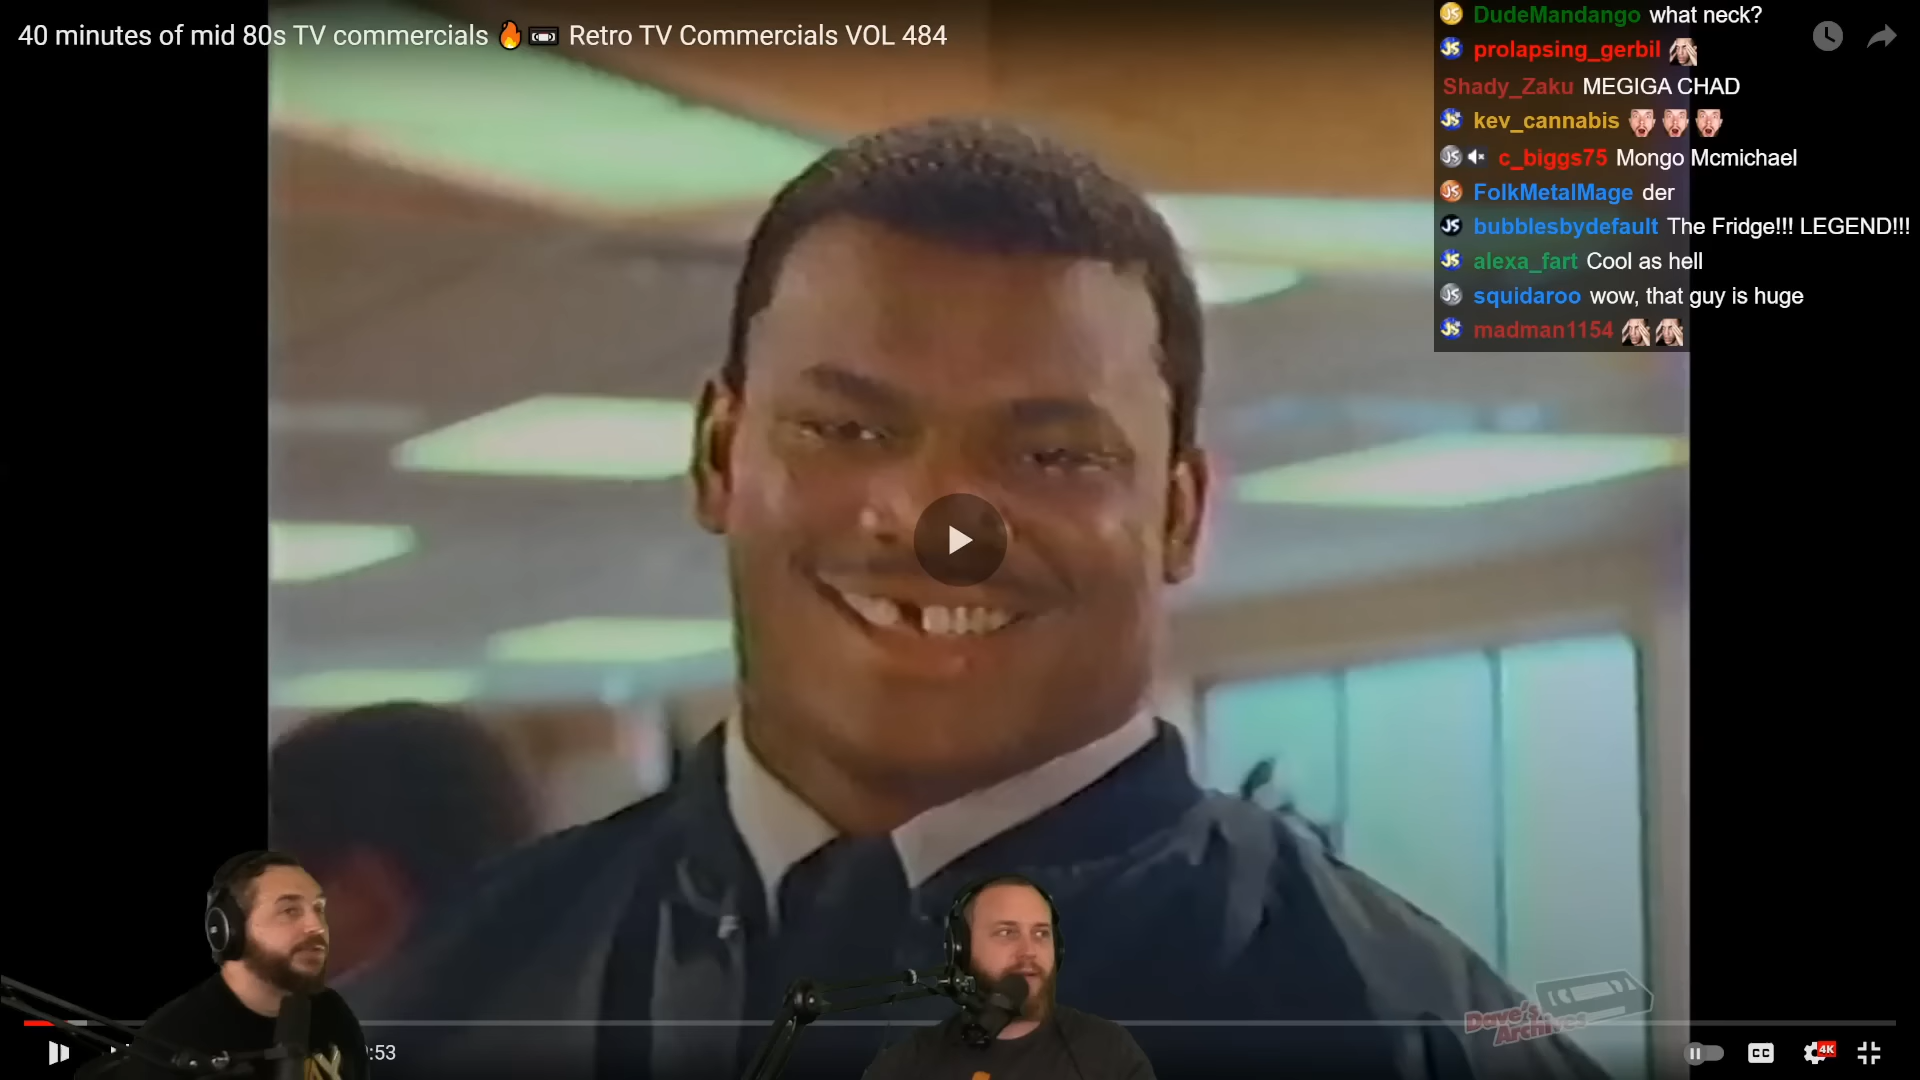 40 minutes of mid 80s TV commercials 🔥📼 Retro TV Commercials VOL 484
DudeMandango what neck?
prolapsing_gerbil
Shady_Zaku MEGIGA CHAD
kev_cannabis
c_biggs75 Mongo Mcmichael
FolkMetalMage der
bubblesbydefault The Fridge!!! LEGEND!!!
alexa_fart Cool as hell
squidaroo wow, that guy is huge
madman1154
Dave's
Archives
:53
CC
4K